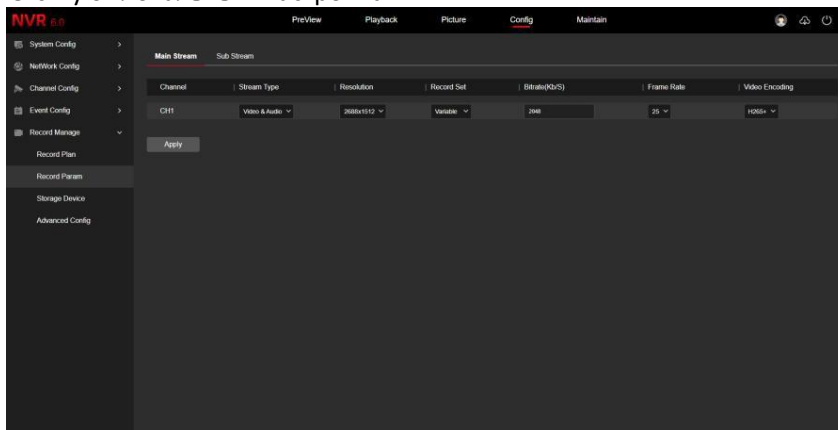 NVR 6.0
PreView Playback Picture Config Maintain
System Config
NetWork Config
Channel Config
Event Config
Record Manage
Record Plan
Record Param
Storage Device
Advanced Config
Main Stream Sub Stream
Channel Stream Type Resolution Record Set Bitrate(Kb/S) Frame Rate Video Encoding
CH1 Video & Audio 2688x1512 Variable 2048 25 H265+
Apply